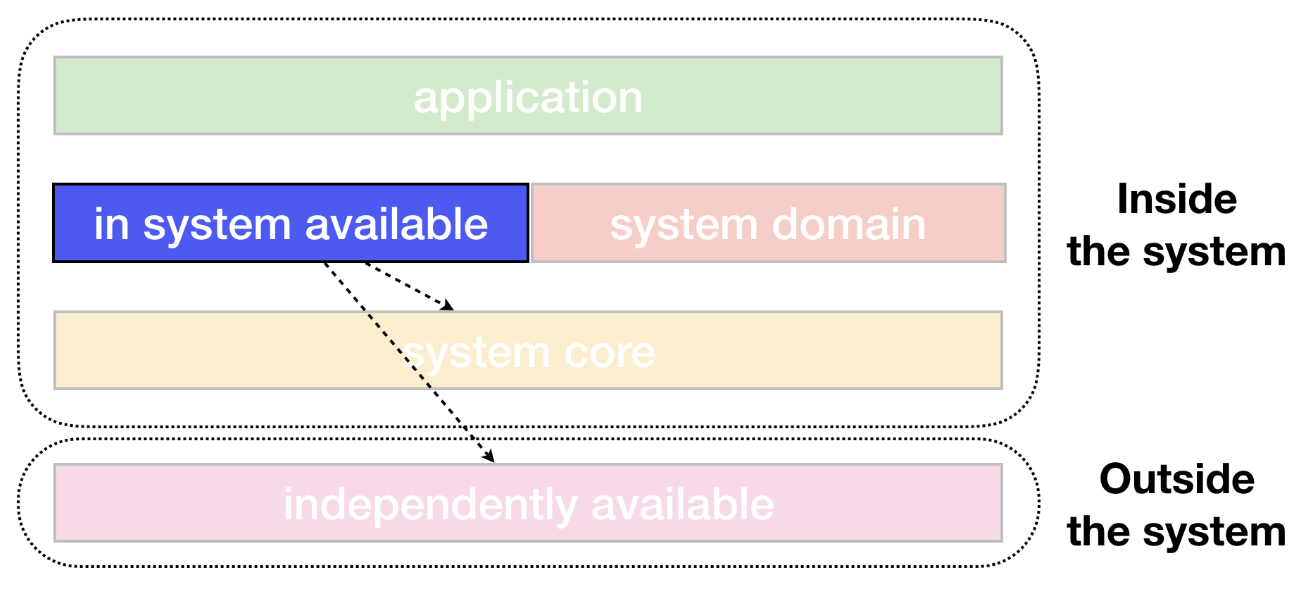 application
in system available
system domain
Inside
the system
system core
independently available
Outside
the system